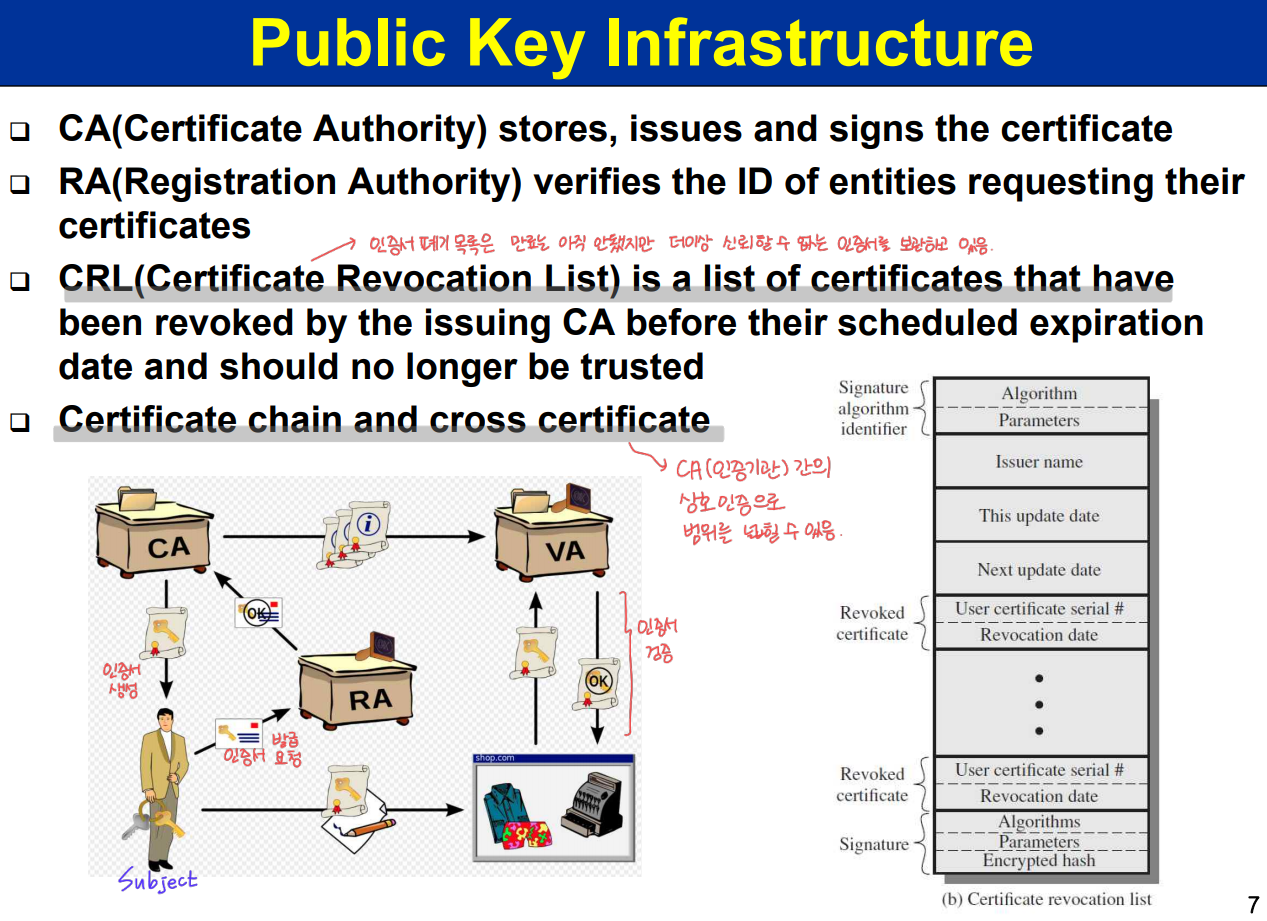 Public Key Infrastructure
❑ CA(Certificate Authority) stores, issues and signs the certificate
❑ RA(Registration Authority) verifies the ID of entities requesting their
certificates
인증서 폐기 목록은 만료는 아직 안됐지만 더이상 신뢰할 수 없는 인증서를 보관하고 있음.
❑ CRL(Certificate Revocation List) is a list of certificates that have
been revoked by the issuing CA before their scheduled expiration
date and should no longer be trusted
❑ Certificate chain and cross certificate
CA(인증기관) 간의
상호 인증으로
범위를 넓힐 수 있음.
CA
i
VA
OK
인증서
생성
RA
OK
인증서
검증
인증서 발급
요청
shop.com
Subject
Signature
algorithm
identifier
Algorithm
Parameters
Issuer name
This update date
Next update date
Revoked
certificate
User certificate serial #
Revocation date
Revoked
certificate
User certificate serial #
Revocation date
Signature
Algorithms
Parameters
Encrypted hash
(b) Certificate revocation list
7